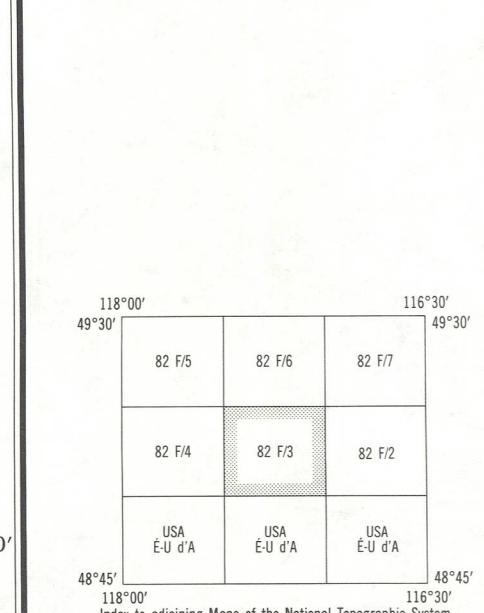 118°00' 116°30'
49°30' 49°30'
82 F/5 82 F/6 82 F/7
82 F/4 82 F/3 82 F/2
USA USA USA
É-U d'A É-U d'A É-U d'A
0'
48°45' 48°45'
118°00' 116°30'
Index to adjoining Maps of the National Topographic System